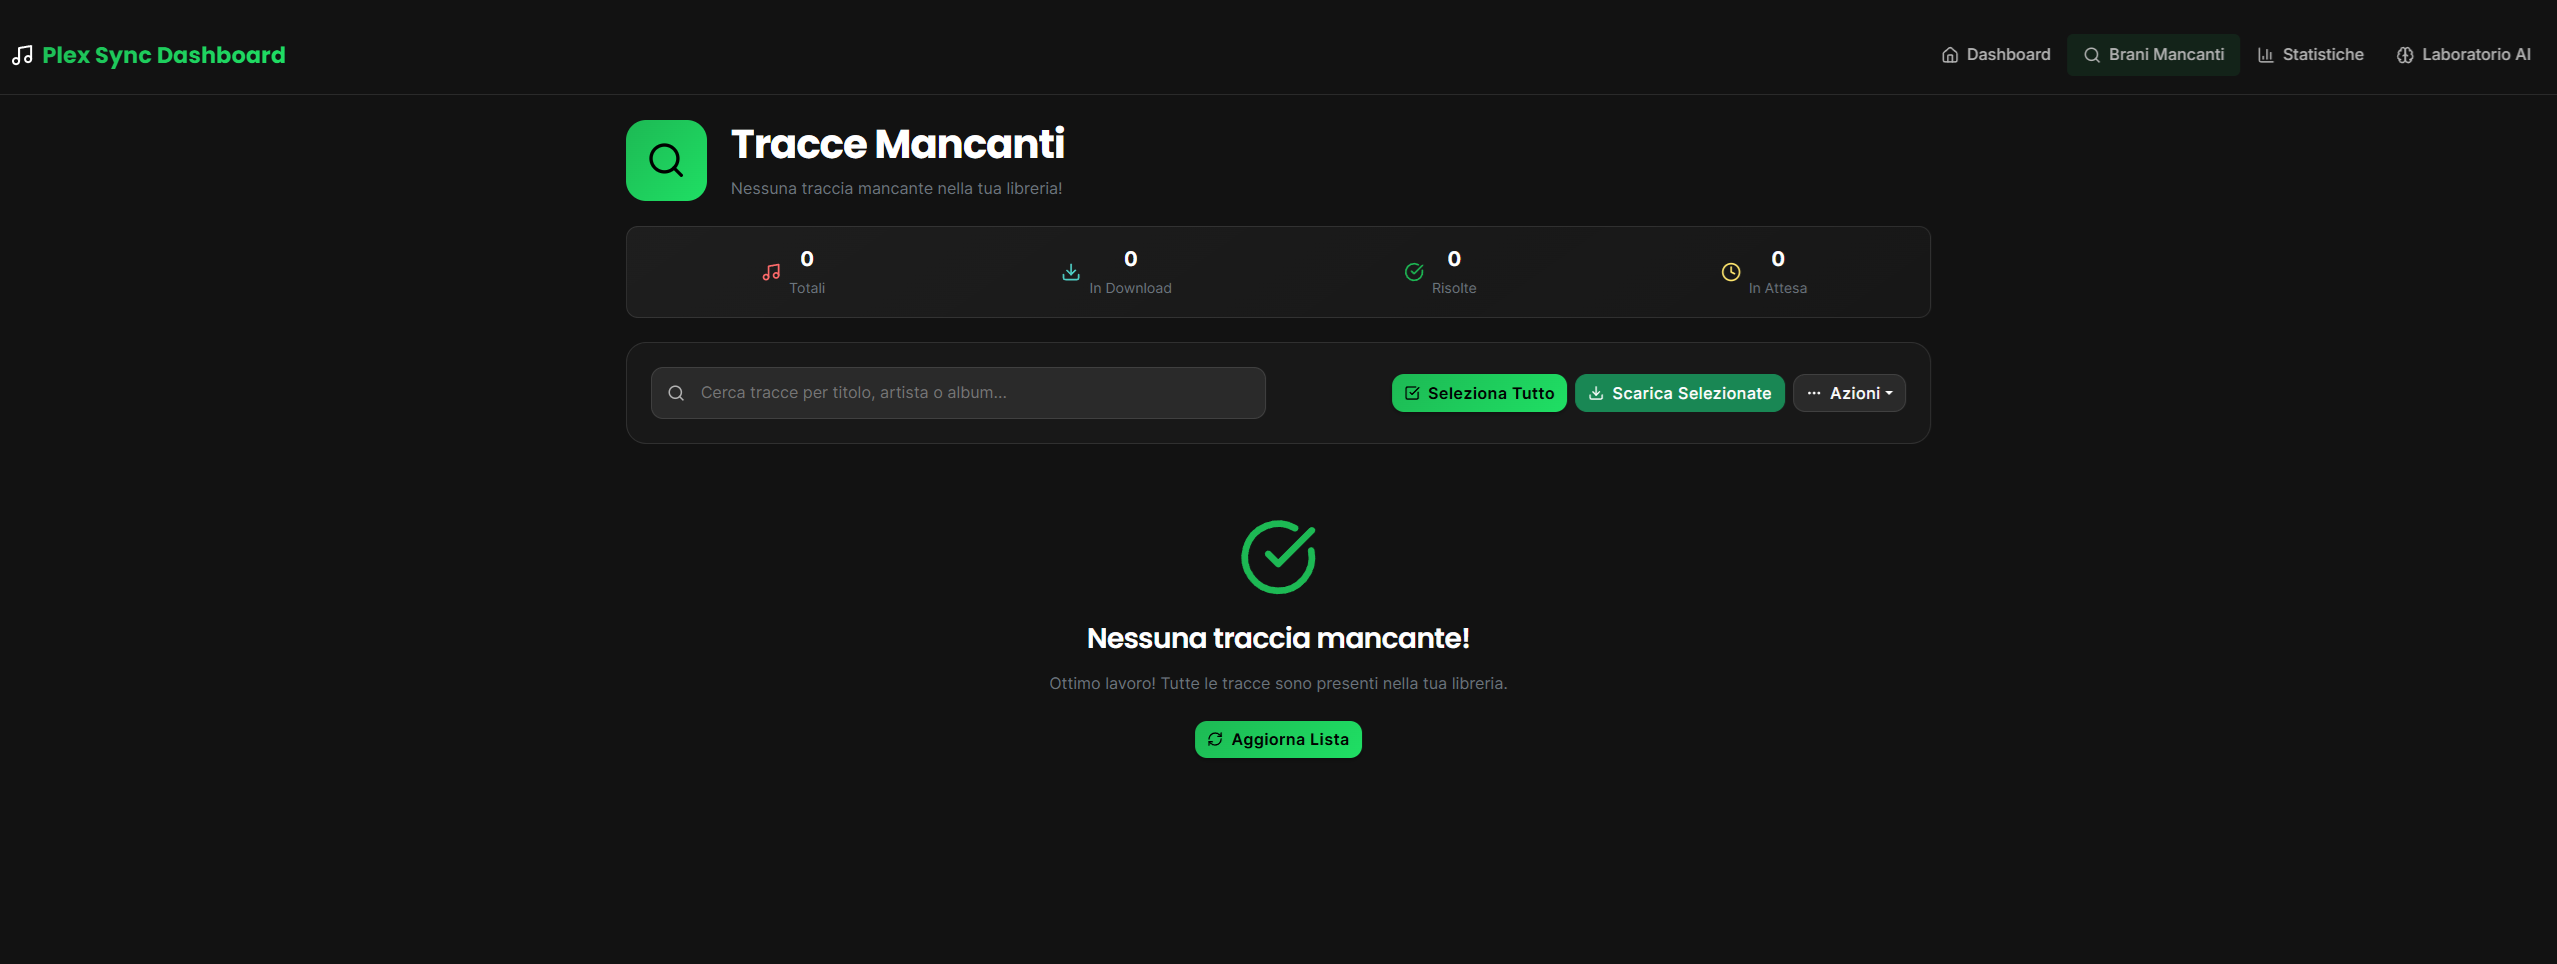 Plex Sync Dashboard
Dashboard
Brani Mancanti
Statistiche
Laboratorio AI
Tracce Mancanti
Nessuna traccia mancante nella tua libreria!
0
Totali
0
In Download
0
Risolte
0
In Attesa
Cerca tracce per titolo, artista o album...
Seleziona Tutto
Scarica Selezionate
Azioni
Nessuna traccia mancante!
Ottimo lavoro! Tutte le tracce sono presenti nella tua libreria.
Aggiorna Lista